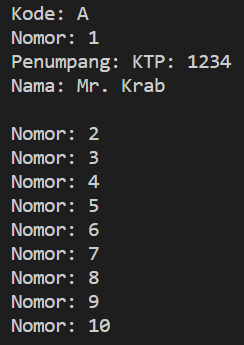 Kode: A
Nomor: 1
Penumpang: KTP: 1234
Nama: Mr. Krab

Nomor: 2
Nomor: 3
Nomor: 4
Nomor: 5
Nomor: 6
Nomor: 7
Nomor: 8
Nomor: 9
Nomor: 10